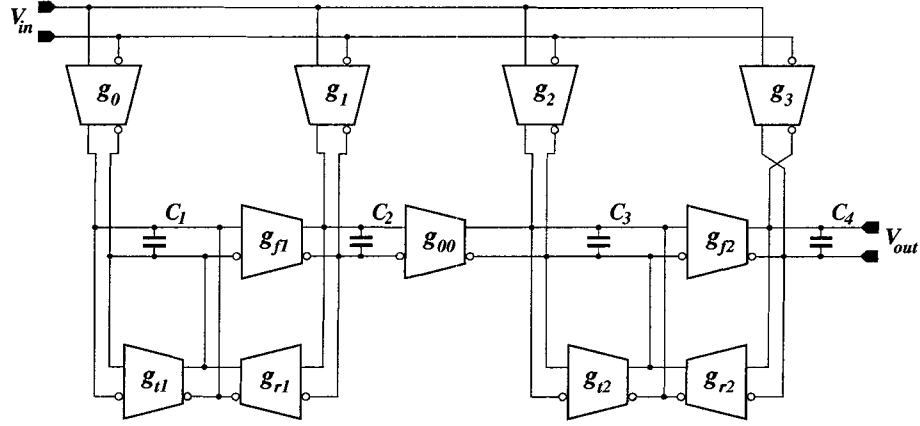 V_in
g_0
g_1
g_2
g_3
C_1
g_f1
C_2
g_00
C_3
g_f2
C_4
V_out
g_t1
g_r1
g_t2
g_r2